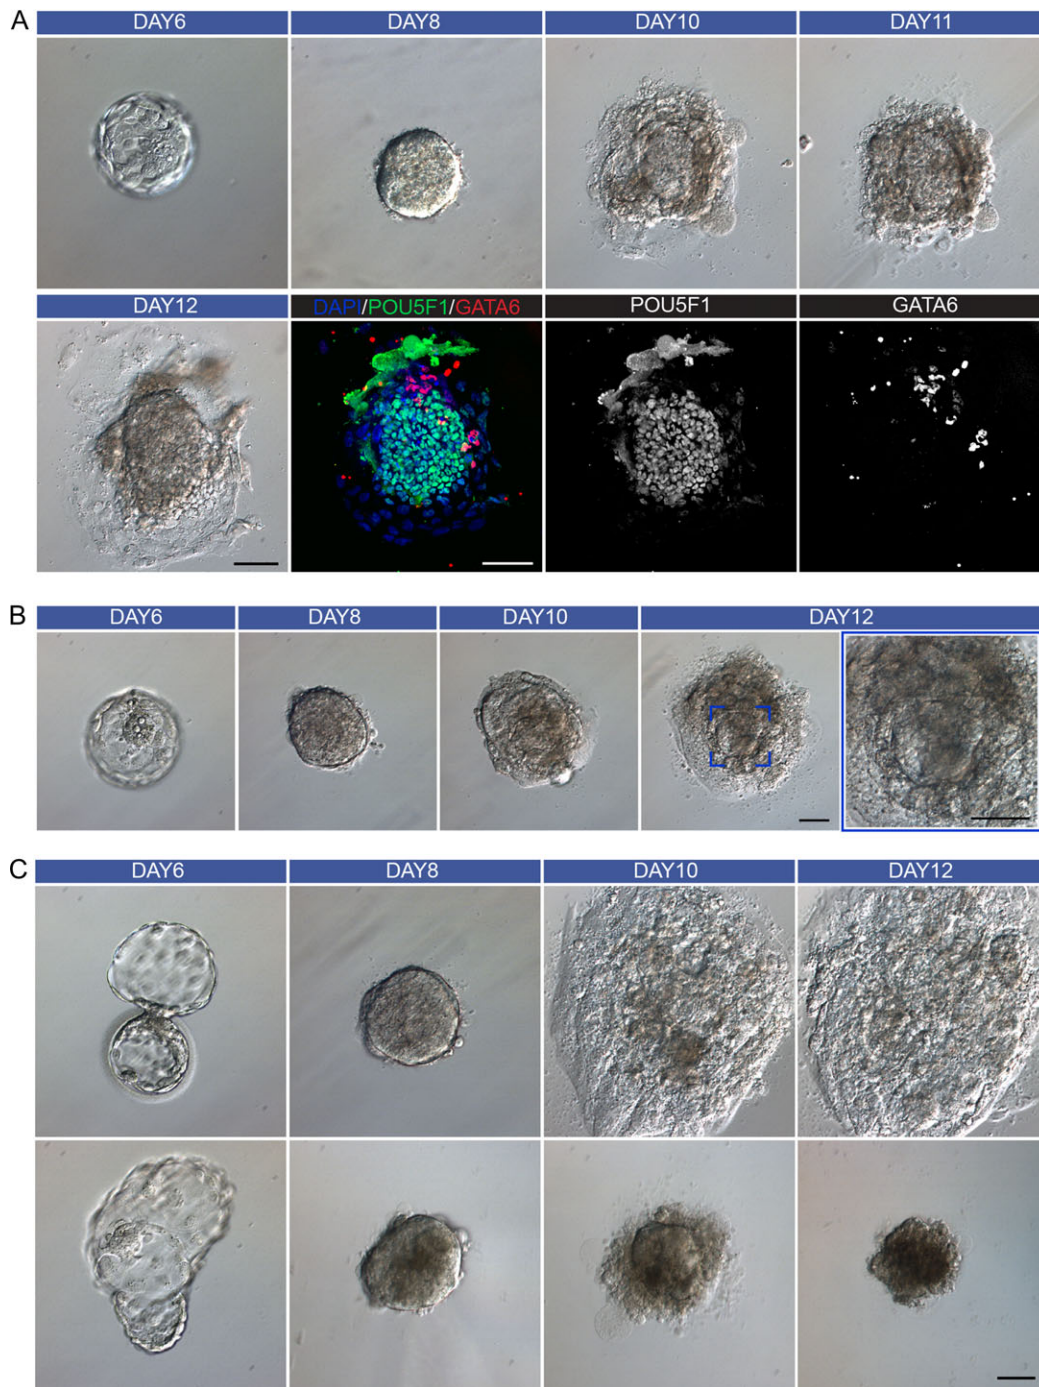 A
DAY6 DAY8 DAY10 DAY11
DAY12 DAPI/POU5F1/GATA6 POU5F1 GATA6
B
DAY6 DAY8 DAY10 DAY12
C
DAY6 DAY8 DAY10 DAY12